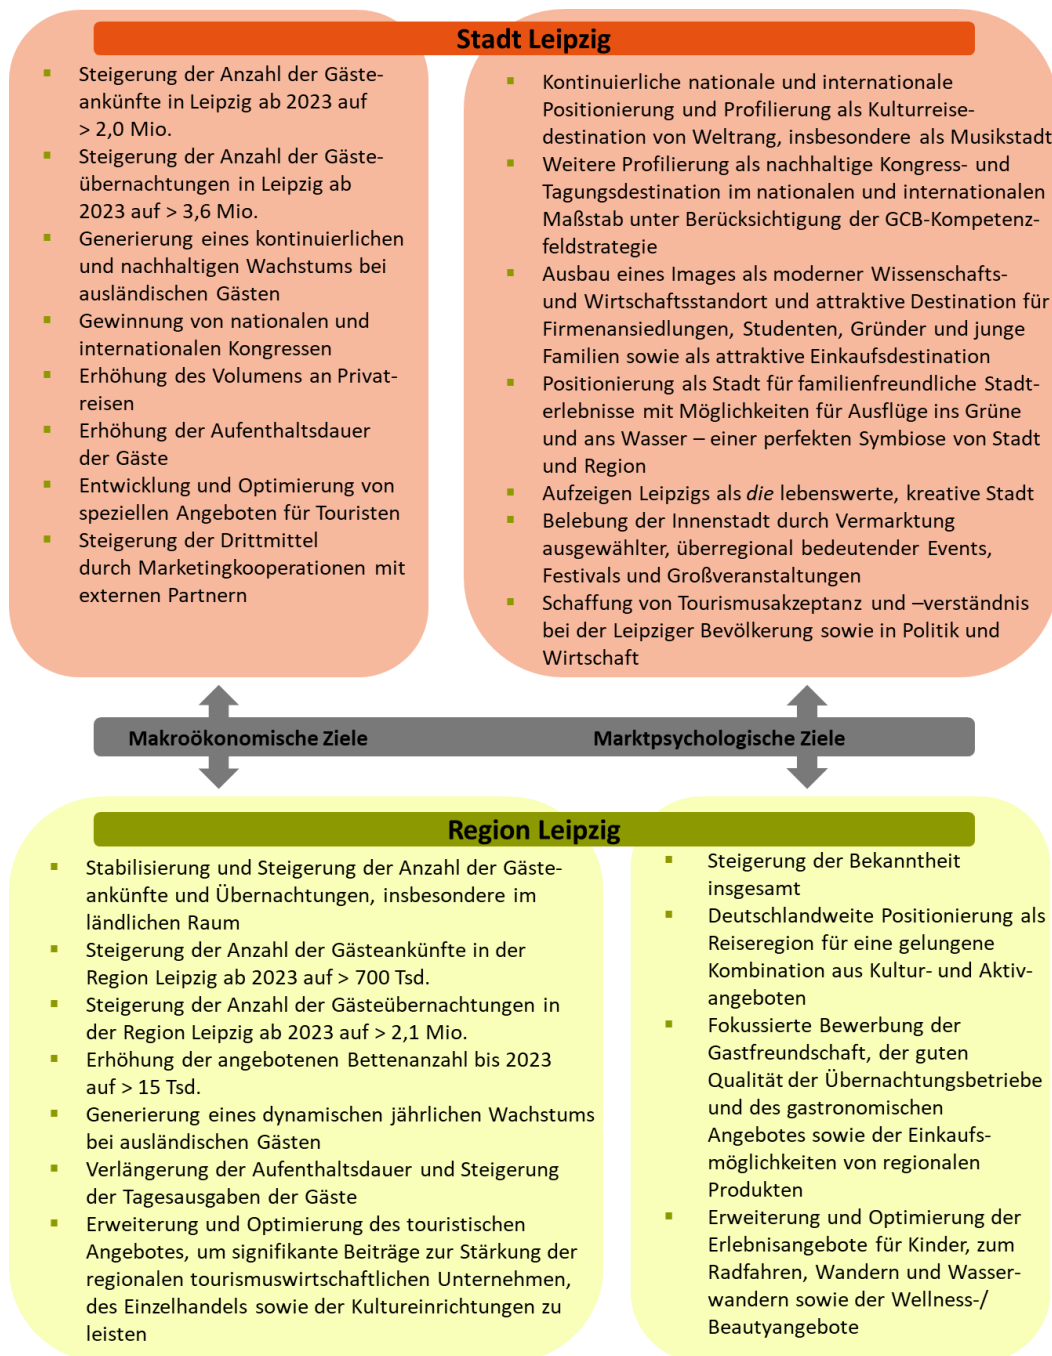 Stadt Leipzig
▪ Steigerung der Anzahl der Gäste-
ankünfte in Leipzig ab 2023 auf
> 2,0 Mio.
▪ Steigerung der Anzahl der Gäste-
übernachtungen in Leipzig ab
2023 auf > 3,6 Mio.
▪ Generierung eines kontinuierlichen
und nachhaltigen Wachstums bei
ausländischen Gästen
▪ Gewinnung von nationalen und
internationalen Kongressen
▪ Erhöhung des Volumens an Privat-
reisen
▪ Erhöhung der Aufenthaltsdauer
der Gäste
▪ Entwicklung und Optimierung von
speziellen Angeboten für Touristen
▪ Steigerung der Drittmittel
durch Marketingkooperationen mit
externen Partnern
▪ Kontinuierliche nationale und internationale
Positionierung und Profilierung als Kulturreise-
destination von Weltrang, insbesondere als Musikstadt
▪ Weitere Profilierung als nachhaltige Kongress- und
Tagungsdestination im nationalen und internationalen
Maßstab unter Berücksichtigung der GCB-Kompetenz-
feldstrategie
▪ Ausbau eines Images als moderner Wissenschafts-
und Wirtschaftsstandort und attraktive Destination für
Firmenansiedlungen, Studenten, Gründer und junge
Familien sowie als attraktive Einkaufsdestination
▪ Positionierung als Stadt für familienfreundliche Stadt-
erlebnisse mit Möglichkeiten für Ausflüge ins Grüne
und ans Wasser – einer perfekten Symbiose von Stadt
und Region
▪ Aufzeigen Leipzigs als die lebenswerte, kreative Stadt
▪ Belebung der Innenstadt durch Vermarktung
ausgewählter, überregional bedeutender Events,
Festivals und Großveranstaltungen
▪ Schaffung von Tourismusakzeptanz und –verständnis
bei der Leipziger Bevölkerung sowie in Politik und
Wirtschaft
Makroökonomische Ziele
Marktpsychologische Ziele
Region Leipzig
▪ Stabilisierung und Steigerung der Anzahl der Gäste-
ankünfte und Übernachtungen, insbesondere im
ländlichen Raum
▪ Steigerung der Anzahl der Gästeankünfte in der
Region Leipzig ab 2023 auf > 700 Tsd.
▪ Steigerung der Anzahl der Gästeübernachtungen in
der Region Leipzig ab 2023 auf > 2,1 Mio.
▪ Erhöhung der angebotenen Bettenanzahl bis 2023
auf > 15 Tsd.
▪ Generierung eines dynamischen jährlichen Wachstums
bei ausländischen Gästen
▪ Verlängerung der Aufenthaltsdauer und Steigerung
der Tagesausgaben der Gäste
▪ Erweiterung und Optimierung des touristischen
Angebotes, um signifikante Beiträge zur Stärkung der
regionalen tourismuswirtschaftlichen Unternehmen,
des Einzelhandels sowie der Kultureinrichtungen zu
leisten
▪ Steigerung der Bekanntheit
insgesamt
▪ Deutschlandweite Positionierung als
Reiseregion für eine gelungene
Kombination aus Kultur- und Aktiv-
angeboten
▪ Fokussierte Bewerbung der
Gastfreundschaft, der guten
Qualität der Übernachtungsbetriebe
und des gastronomischen
Angebotes sowie der Einkaufs-
möglichkeiten von regionalen
Produkten
▪ Erweiterung und Optimierung der
Erlebnisangebote für Kinder, zum
Radfahren, Wandern und Wasser-
wandern sowie der Wellness-/
Beautyangebote